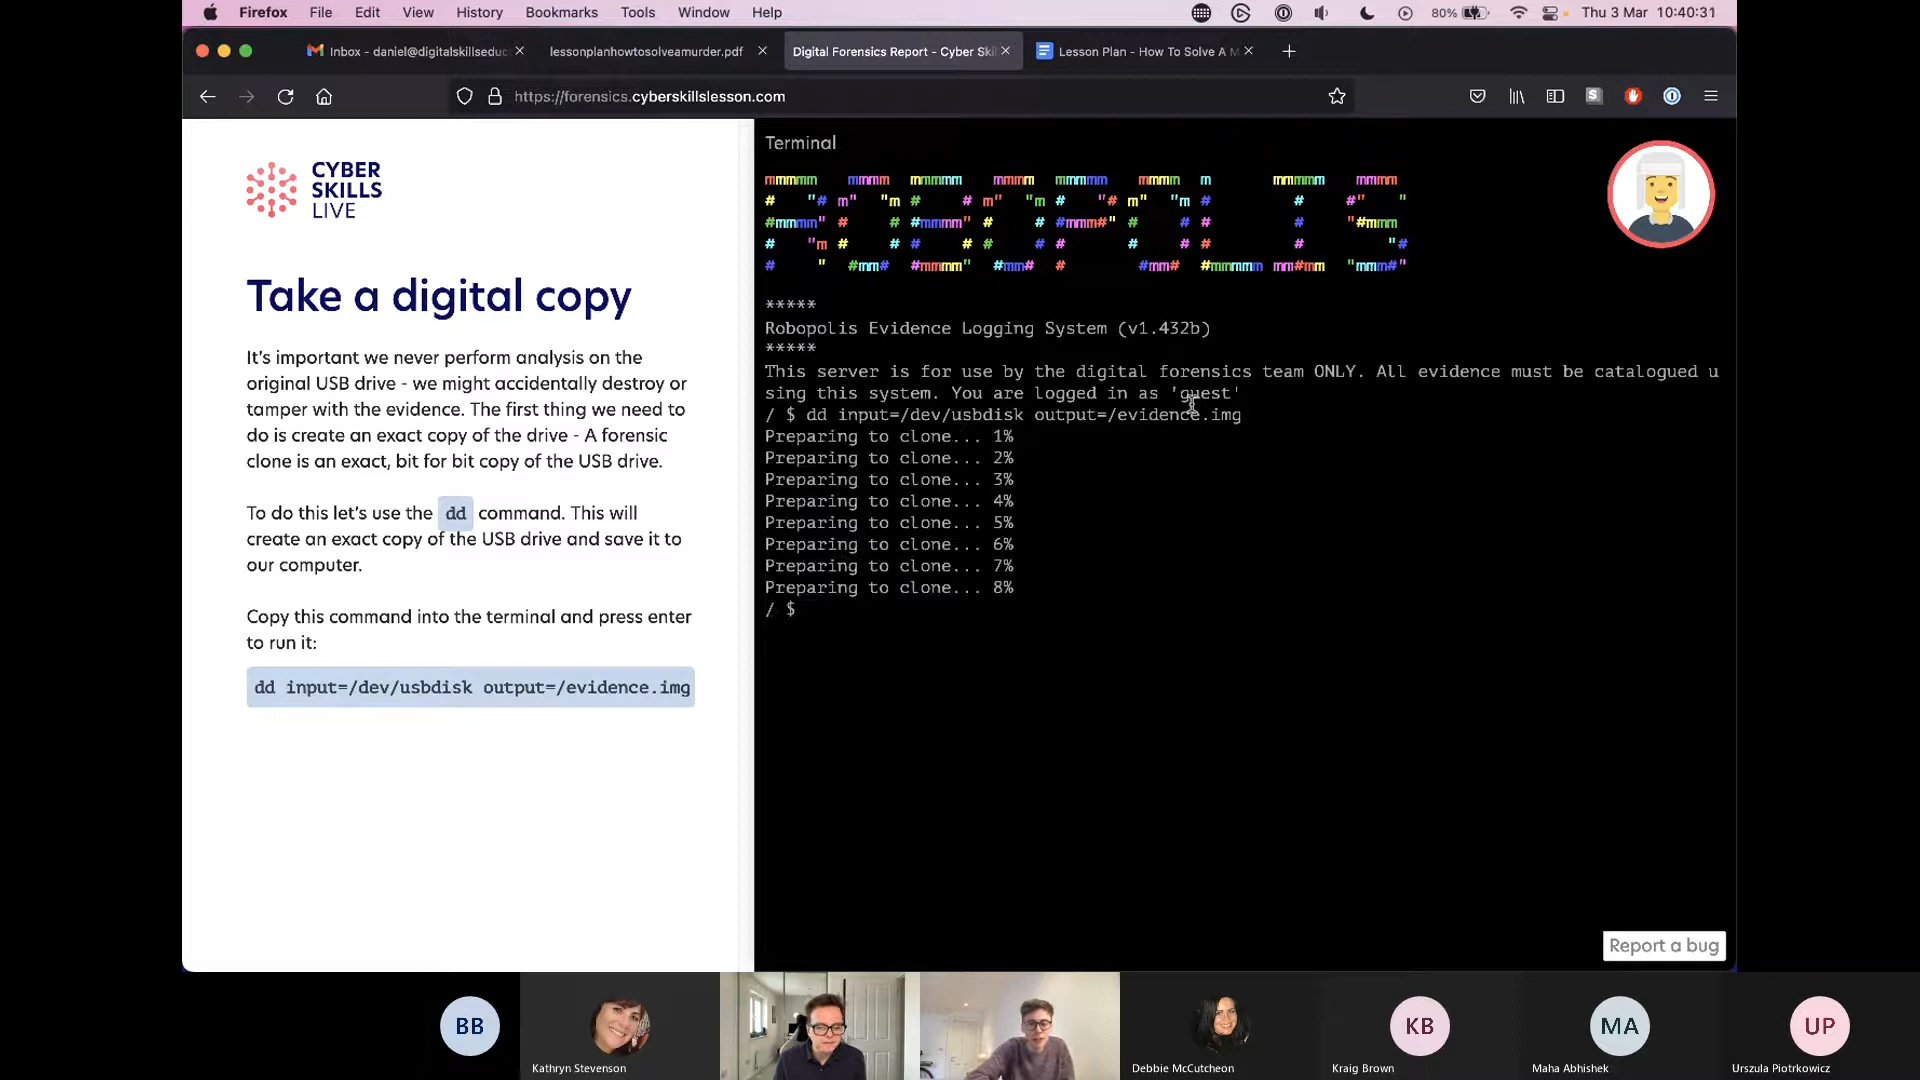 Firefox File Edit View History Bookmarks Tools Window Help 80% Thu 3 Mar 10:40:31
Inbox - daniel@digitalskillseduc lessonplanhowtosolveamurder.pdf Digital Forensics Report - Cyber Ski Lesson Plan - How To Solve A M
https://forensics.cyberskillslesson.com
CYBER
SKILLS
LIVE
Take a digital copy
It's important we never perform analysis on the
original USB drive - we might accidentally destroy or
tamper with the evidence. The first thing we need to
do is create an exact copy of the drive - A forensic
clone is an exact, bit for bit copy of the USB drive.
To do this let's use the dd command. This will
create an exact copy of the USB drive and save it to
our computer.
Copy this command into the terminal and press enter
to run it:
dd input=/dev/usbdisk output=/evidence.img
Terminal
ROBOPOLIS
*****
Robopolis Evidence Logging System (v1.432b)
*****
This server is for use by the digital forensics team ONLY. All evidence must be catalogued u
sing this system. You are logged in as 'guest'
/ $ dd input=/dev/usbdisk output=/evidence.img
Preparing to clone... 1%
Preparing to clone... 2%
Preparing to clone... 3%
Preparing to clone... 4%
Preparing to clone... 5%
Preparing to clone... 6%
Preparing to clone... 7%
Preparing to clone... 8%
/ $
Report a bug
BB KB MA UP
Kathryn Stevenson Debbie McCutcheon Kraig Brown Maha Abhishek Urszula Piotrkowicz